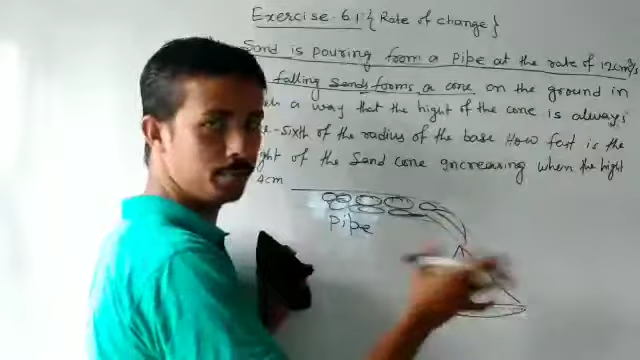 Exercise-6.1 { Rate of change }
Sand is pouring from a pipe at the rate of 12cm³/s
falling sands forms a cone on the ground in
a way that the hight of the cone is always
-sixth of the radius of the base How fast is the
of the sand cone increasing when the hight
4cm
Pipe